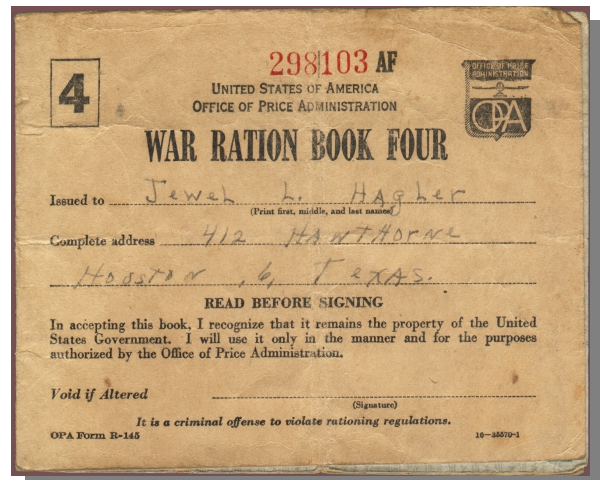 298103 AF
4
UNITED STATES OF AMERICA
OFFICE OF PRICE ADMINISTRATION
OFFICE OF PRICE
ADMINISTRATION
OPA
WAR RATION BOOK FOUR
Issued to Jewel L. Hagler
(Print first, middle, and last names)
Complete address 412 HAWTHORNE
HOUSTON, 6, TEXAS.
READ BEFORE SIGNING
In accepting this book, I recognize that it remains the property of the United
States Government. I will use it only in the manner and for the purposes
authorized by the Office of Price Administration.
Void if Altered
(Signature)
It is a criminal offense to violate rationing regulations.
OPA Form R-145 16—35570-1